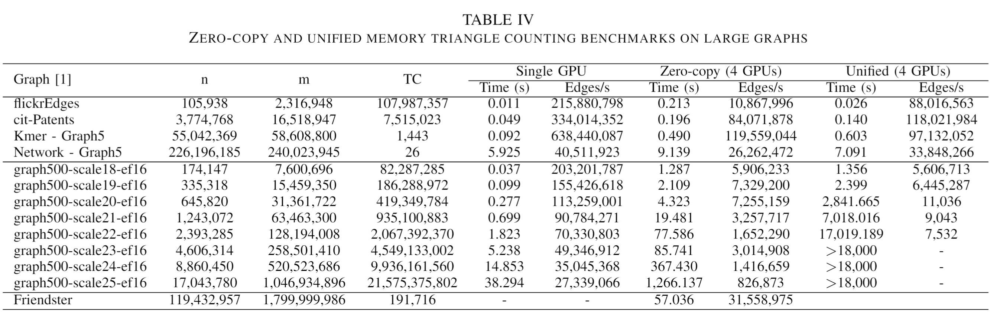 TABLE IV
ZERO-COPY AND UNIFIED MEMORY TRIANGLE COUNTING BENCHMARKS ON LARGE GRAPHS
Graph [1] n m TC Single GPU Zero-copy (4 GPUs) Unified (4 GPUs)
Time (s) Edges/s Time (s) Edges/s Time (s) Edges/s
flickrEdges 105,938 2,316,948 107,987,357 0.011 215,880,798 0.213 10,867,996 0.026 88,016,563
cit-Patents 3,774,768 16,518,947 7,515,023 0.049 334,014,352 0.196 84,071,878 0.140 118,021,984
Kmer - Graph5 55,042,369 58,608,800 1,443 0.092 638,440,087 0.490 119,559,044 0.603 97,132,052
Network - Graph5 226,196,185 240,023,945 26 5.925 40,511,923 9.139 26,262,472 7.091 33,848,266
graph500-scale18-ef16 174,147 7,600,696 82,287,285 0.037 203,201,787 1.287 5,906,233 1.356 5,606,713
graph500-scale19-ef16 335,318 15,459,350 186,288,972 0.099 155,426,618 2.109 7,329,200 2.399 6,445,287
graph500-scale20-ef16 645,820 31,361,722 419,349,784 0.277 113,259,001 4.323 7,255,159 2,841.665 11,036
graph500-scale21-ef16 1,243,072 63,463,300 935,100,883 0.699 90,784,271 19.481 3,257,717 7,018.016 9,043
graph500-scale22-ef16 2,393,285 128,194,008 2,067,392,370 1.823 70,330,803 77.586 1,652,290 17,019.189 7,532
graph500-scale23-ef16 4,606,314 258,501,410 4,549,133,002 5.238 49,346,912 85.741 3,014,908 >18,000 -
graph500-scale24-ef16 8,860,450 520,523,686 9,936,161,560 14.853 35,045,368 367.430 1,416,659 >18,000 -
graph500-scale25-ef16 17,043,780 1,046,934,896 21,575,375,802 38.294 27,339,066 1,266.137 826,873 >18,000 -
Friendster 119,432,957 1,799,999,986 191,716 - - 57.036 31,558,975